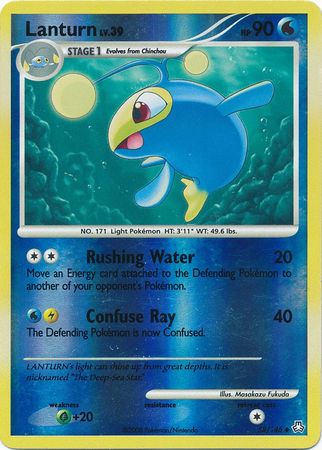 Lanturn LV.39
HP 90
STAGE 1 Evolves from Chinchou
NO. 171 Light Pokémon HT: 3'11" WT: 49.6 lbs.
Rushing Water 20
Move an Energy card attached to the Defending Pokémon to
another of your opponent's Pokémon.
Confuse Ray 40
The Defending Pokémon is now Confused.
LANTURN's light can shine up from great depths. It is
nicknamed "The Deep-Sea Star."
Illus. Masakazu Fukuda
weakness resistance retreat cost
+20
©2008 Pokémon/Nintendo